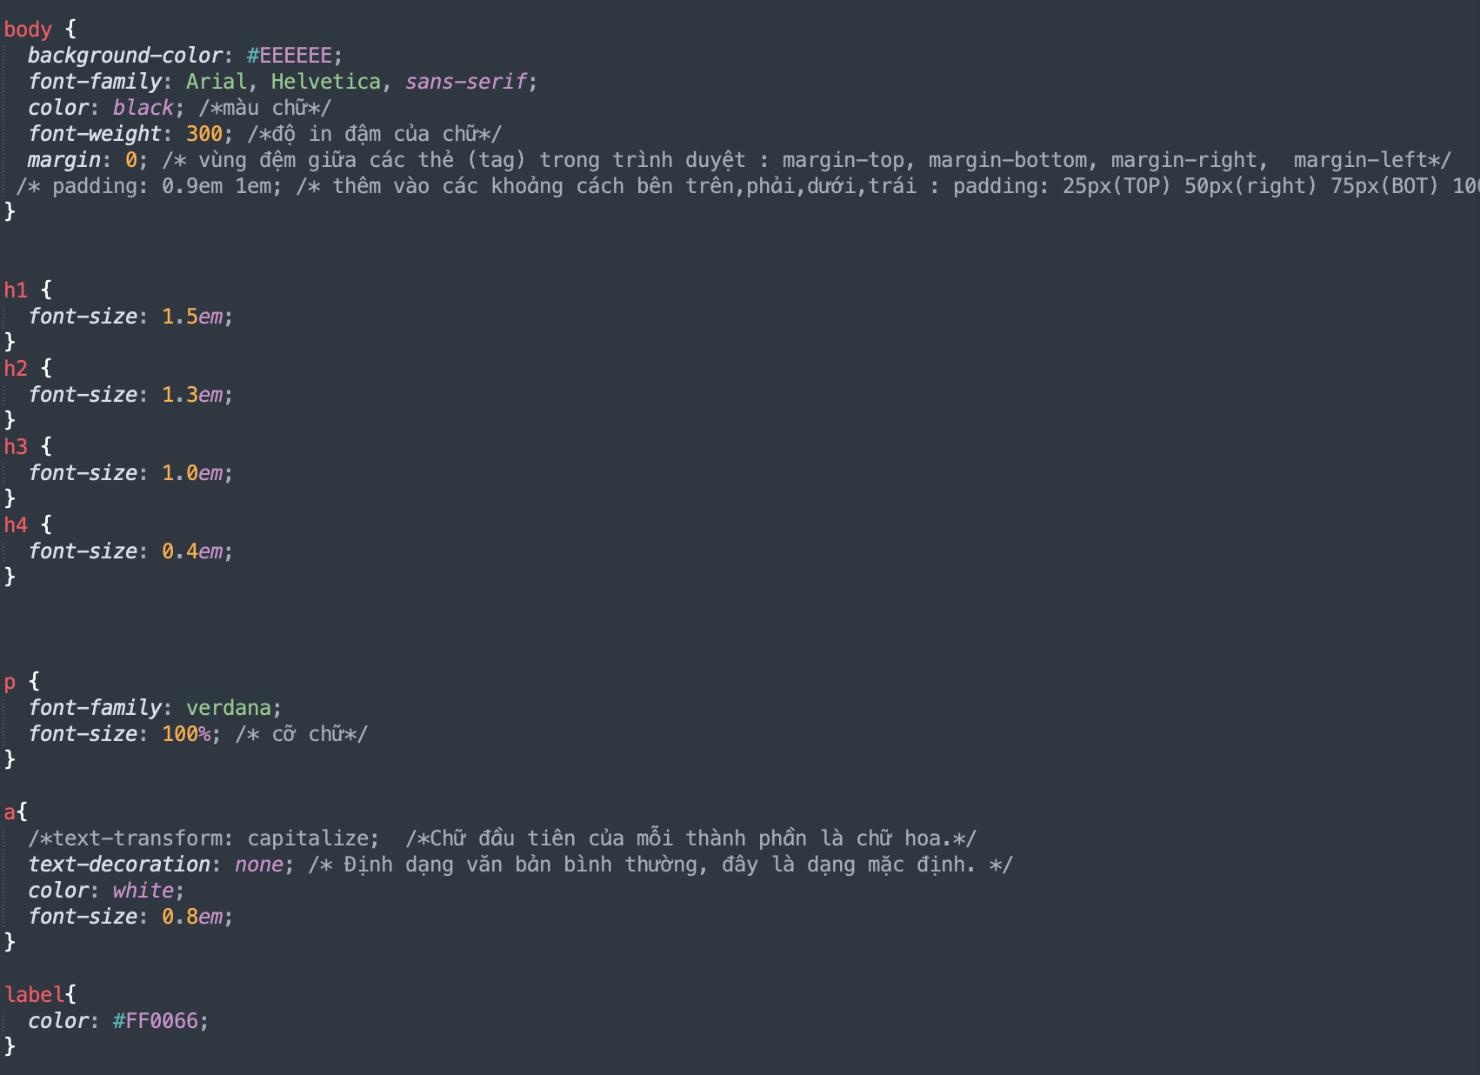 body {
background-color: #EEEEEE;
font-family: Arial, Helvetica, sans-serif;
color: black; /*màu chữ*/
font-weight: 300; /*độ in đậm của chữ*/
margin: 0; /* vùng đệm giữa các thẻ (tag) trong trình duyệt : margin-top, margin-bottom, margin-right,  margin-left*/
/* padding: 0.9em 1em; /* thêm vào các khoảng cách bên trên,phải,dưới,trái : padding: 25px(TOP) 50px(right) 75px(BOT)
}
h1 {
font-size: 1.5em;
}
h2 {
font-size: 1.3em;
}
h3 {
font-size: 1.0em;
}
h4 {
font-size: 0.4em;
}
p {
font-family: verdana;
font-size: 100%; /* cỡ chữ*/
}
a{
/*text-transform: capitalize;  /*Chữ đầu tiên của mỗi thành phần là chữ hoa.*/
text-decoration: none; /* Định dạng văn bản bình thường, đây là dạng mặc định. */
color: white;
font-size: 0.8em;
}
label{
color: #FF0066;
}